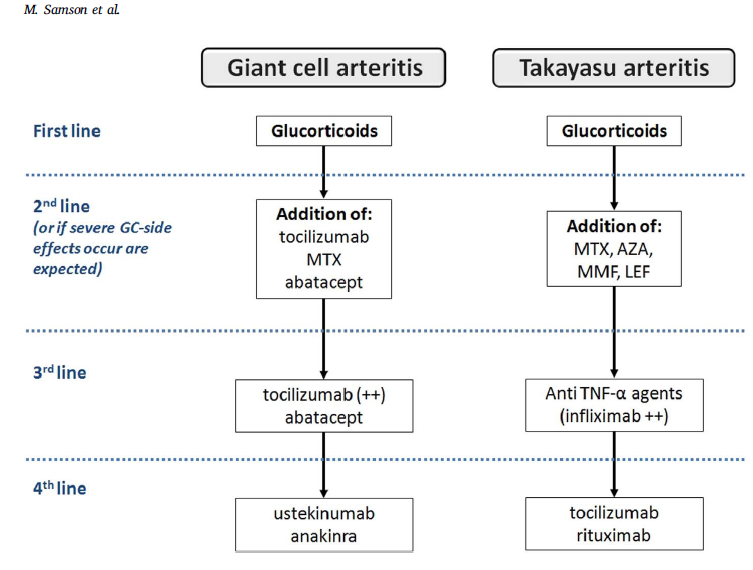 M. Samson et al.
Giant cell arteritis
Takayasu arteritis
First line
Glucorticoids
Glucorticoids
2nd line
(or if severe GC-side
effects occur are
expected)
Addition of:
tocilizumab
MTX
abatacept
Addition of:
MTX, AZA,
MMF, LEF
3rd line
tocilizumab (++)
abatacept
Anti TNF-α agents
(infliximab ++)
4th line
ustekinumab
anakinra
tocilizumab
rituximab